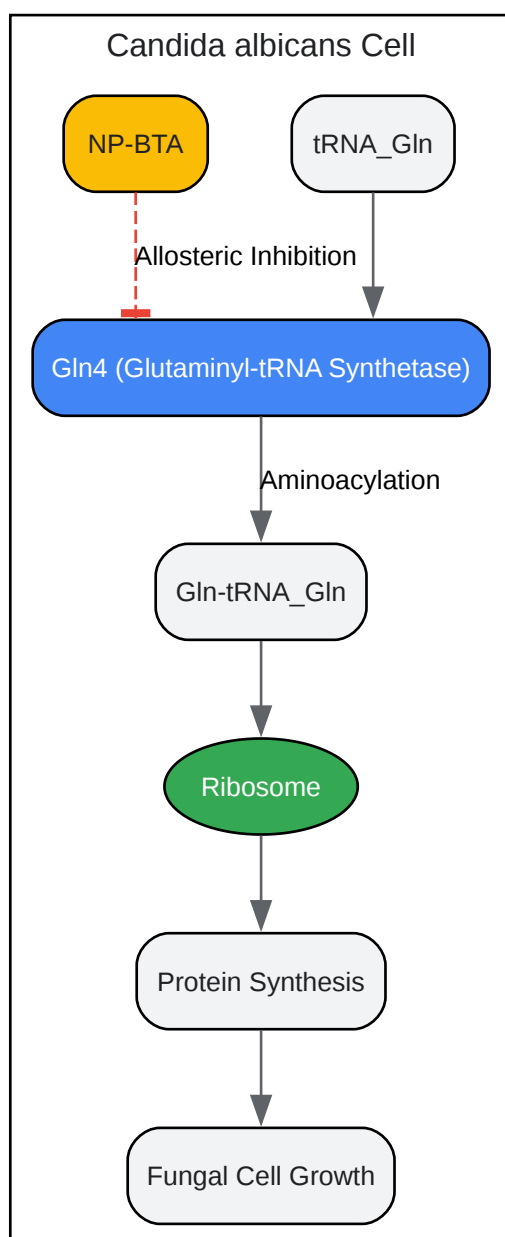 Candida albicans Cell
NP-BTA
tRNA_Gln
Allosteric Inhibition
Gln4 (Glutaminyl-tRNA Synthetase)
Aminoacylation
Gln-tRNA_Gln
Ribosome
Protein Synthesis
Fungal Cell Growth